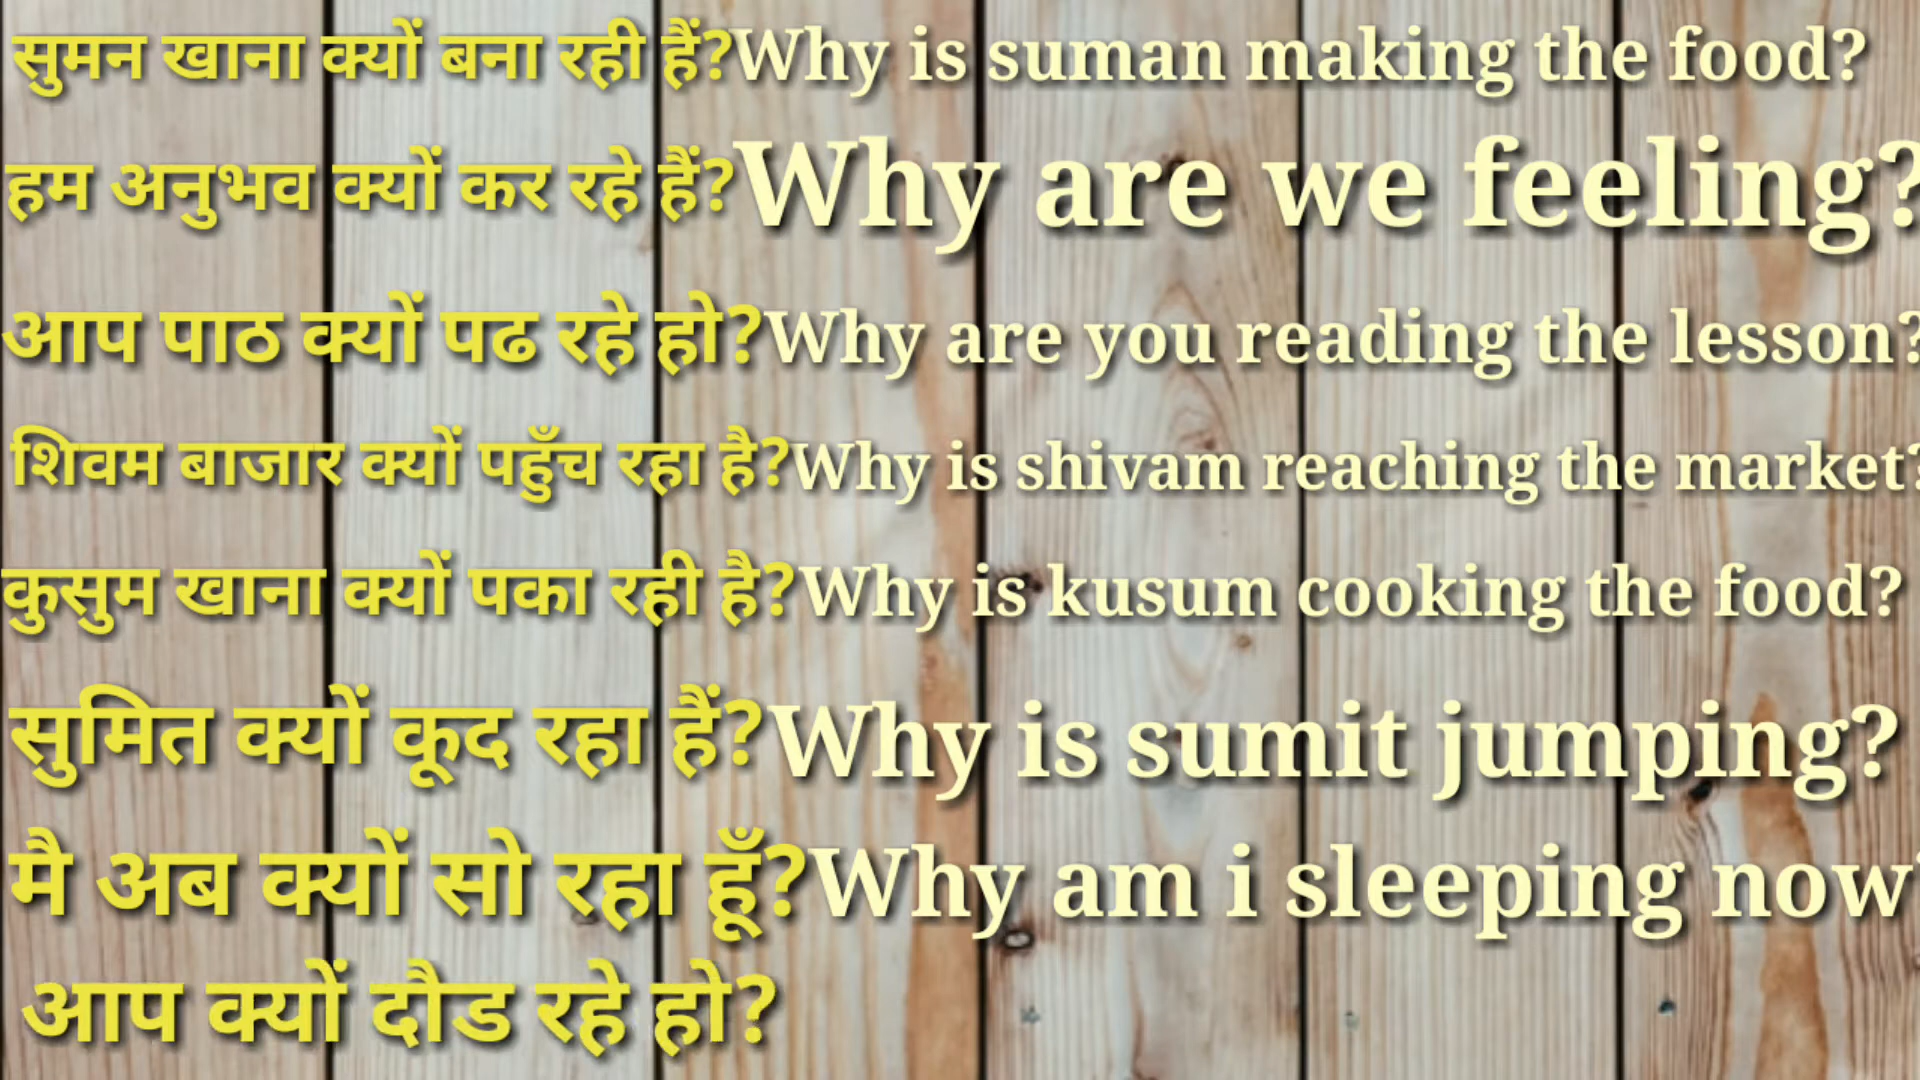 सुमन खाना क्यों बना रही हैं?Why is suman making the food?
हम अनुभव क्यों कर रहे हैं?Why are we feeling?
आप पाठ क्यों पढ रहे हो?Why are you reading the lesson?
शिवम बाजार क्यों पहुँच रहा है?Why is shivam reaching the market?
कुसुम खाना क्यों पका रही है?Why is kusum cooking the food?
सुमित क्यों कूद रहा हैं?Why is sumit jumping?
मै अब क्यों सो रहा हूँ?Why am i sleeping now
आप क्यों दौड रहे हो?